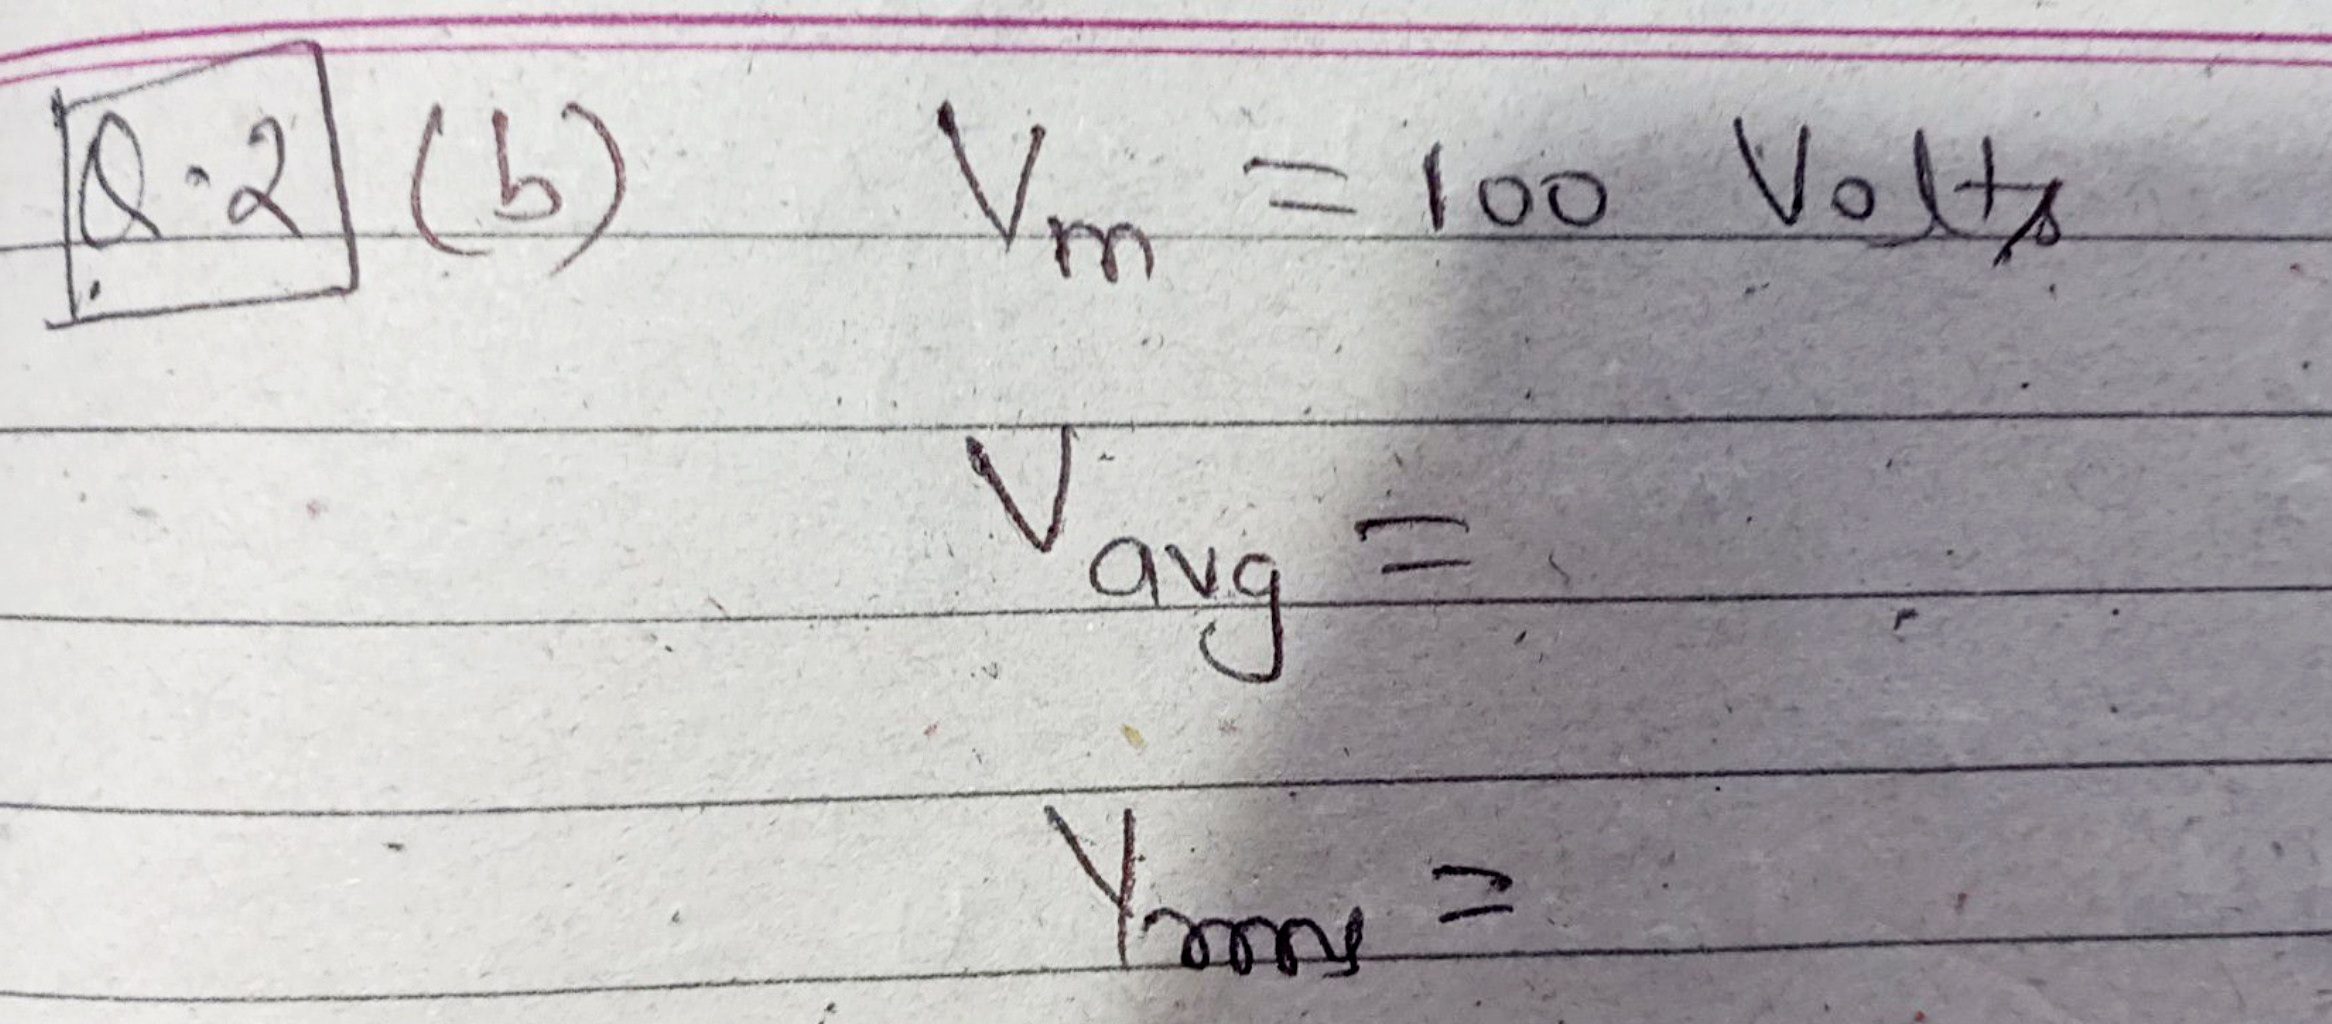 Q.2 (b) Vm = 100 Volts
Vavg =
Vrms =